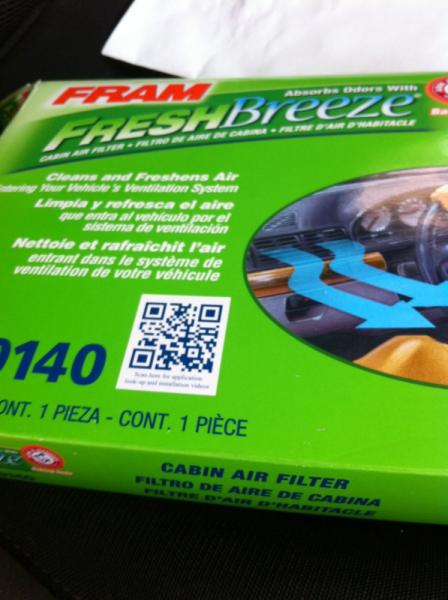 FRAM
Absorbs Odors With
FRESHBreeze®
CABIN AIR FILTER • FILTRO DE AIRE DE CABINA • FILTRE D'AIR D'HABITACLE
Cleans and Freshens Air
Entering Your Vehicle's Ventilation System
Limpia y refresca el aire
que entra al vehículo por el
sistema de ventilación
Nettoie et rafraîchit l'air
entrant dans le système de
ventilation de votre véhicule
0140
Scan here for application
look-up and installation videos
CONT. 1 PIEZA - CONT. 1 PIÈCE
CABIN AIR FILTER
FILTRO DE AIRE DE CABINA
FILTRE D'AIR D'HABITACLE